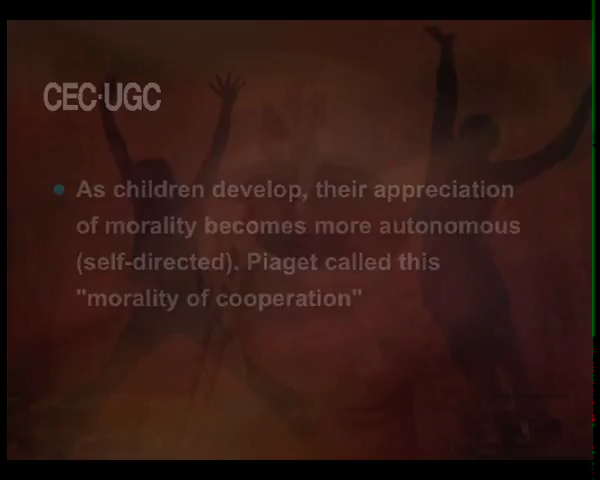 CEC·UGC
As children develop, their appreciation
of morality becomes more autonomous
(self-directed). Piaget called this
"morality of cooperation"